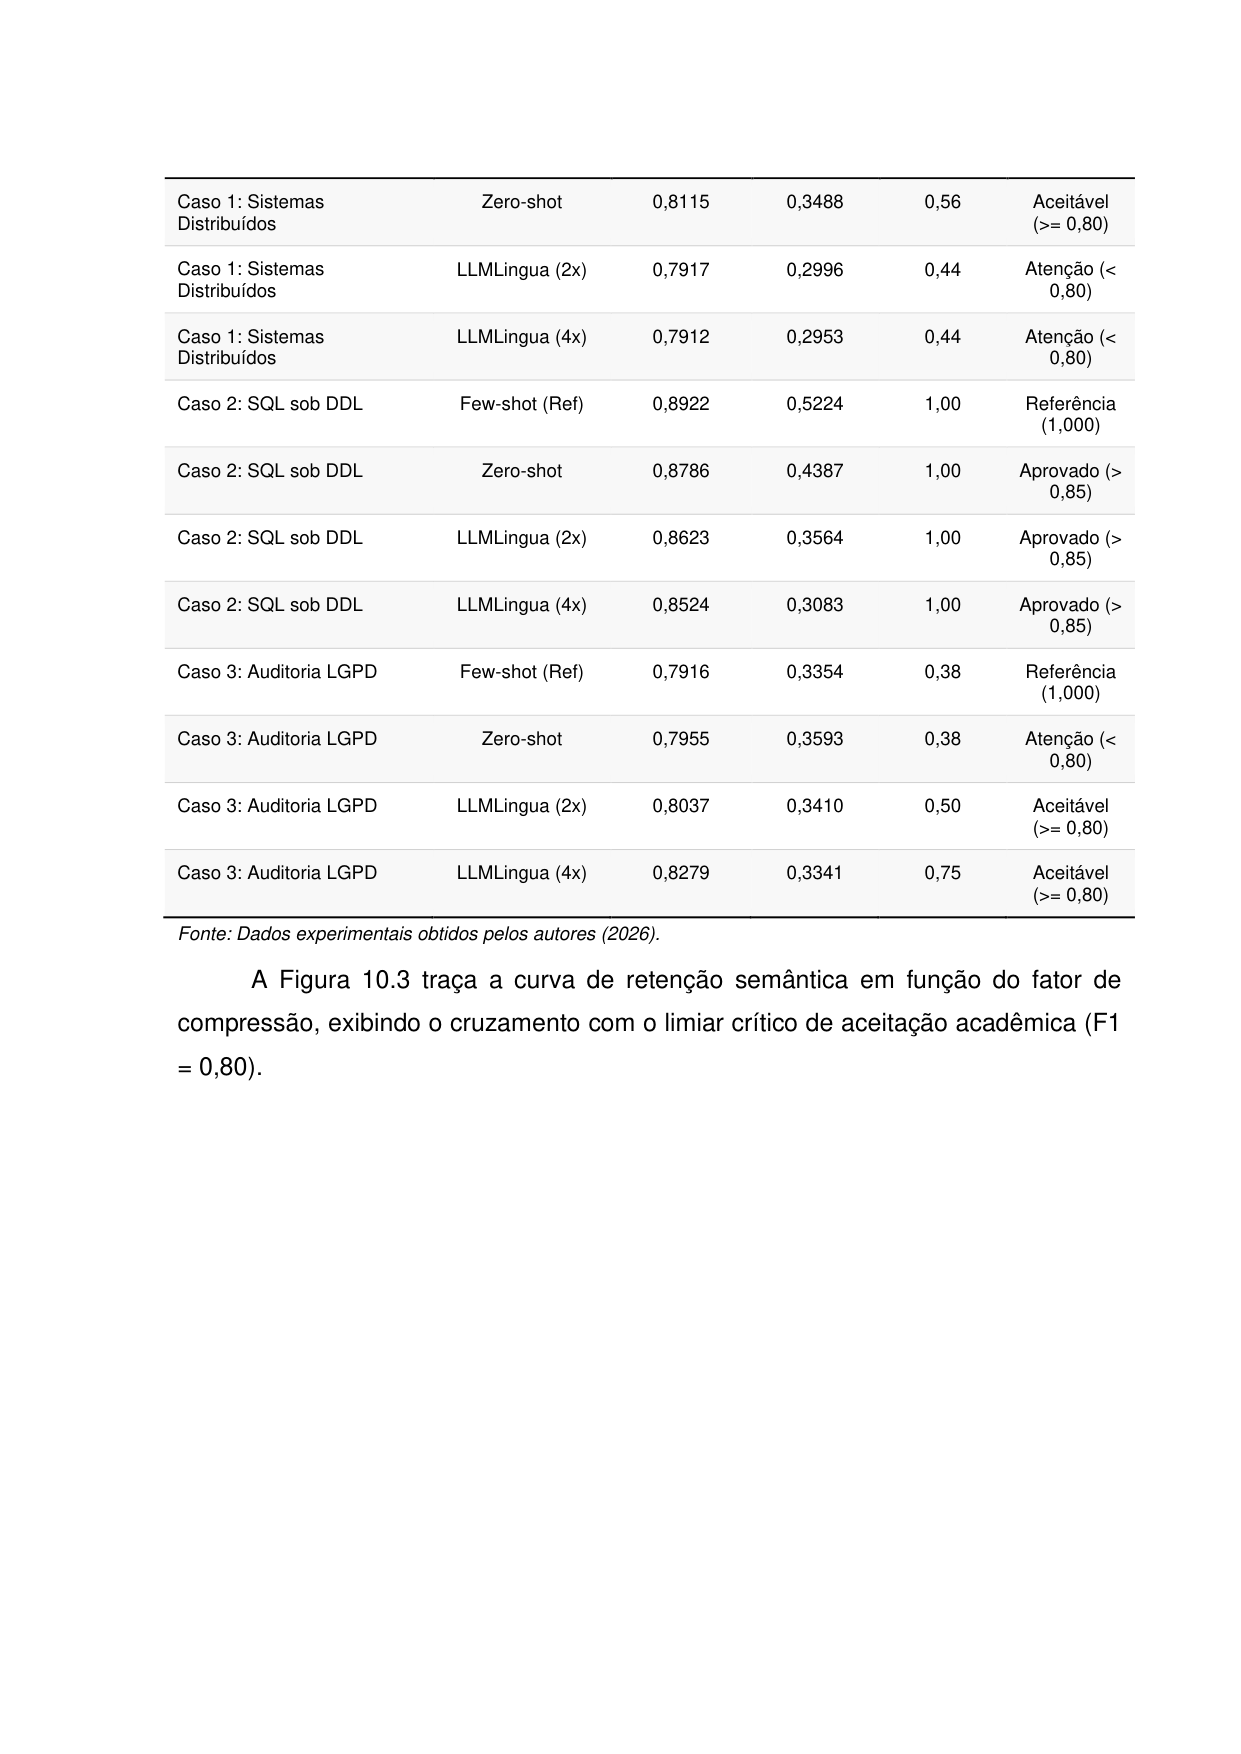 Caso 1: Sistemas Distribuídos Zero-shot 0,8115 0,3488 0,56 Aceitável (>= 0,80)
Caso 1: Sistemas Distribuídos LLMLingua (2x) 0,7917 0,2996 0,44 Atenção (< 0,80)
Caso 1: Sistemas Distribuídos LLMLingua (4x) 0,7912 0,2953 0,44 Atenção (< 0,80)
Caso 2: SQL sob DDL Few-shot (Ref) 0,8922 0,5224 1,00 Referência (1,000)
Caso 2: SQL sob DDL Zero-shot 0,8786 0,4387 1,00 Aprovado (> 0,85)
Caso 2: SQL sob DDL LLMLingua (2x) 0,8623 0,3564 1,00 Aprovado (> 0,85)
Caso 2: SQL sob DDL LLMLingua (4x) 0,8524 0,3083 1,00 Aprovado (> 0,85)
Caso 3: Auditoria LGPD Few-shot (Ref) 0,7916 0,3354 0,38 Referência (1,000)
Caso 3: Auditoria LGPD Zero-shot 0,7955 0,3593 0,38 Atenção (< 0,80)
Caso 3: Auditoria LGPD LLMLingua (2x) 0,8037 0,3410 0,50 Aceitável (>= 0,80)
Caso 3: Auditoria LGPD LLMLingua (4x) 0,8279 0,3341 0,75 Aceitável (>= 0,80)
Fonte: Dados experimentais obtidos pelos autores (2026).
A Figura 10.3 traça a curva de retenção semântica em função do fator de
compressão, exibindo o cruzamento com o limiar crítico de aceitação acadêmica (F1
= 0,80).